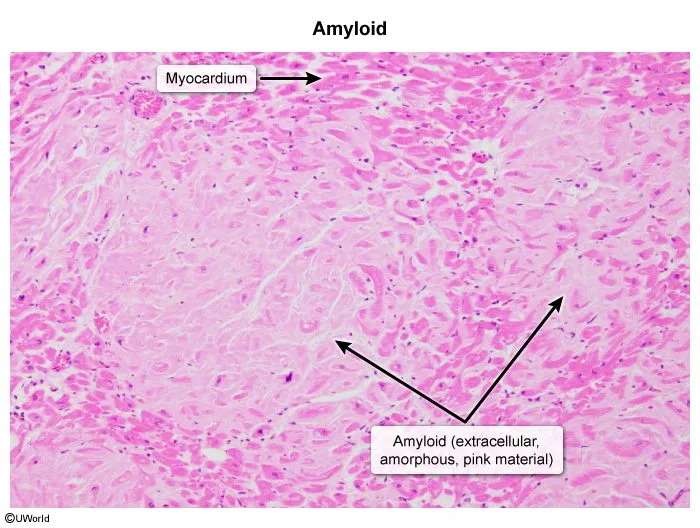 Amyloid
Myocardium
Amyloid (extracellular,
amorphous, pink material)
©UWorld